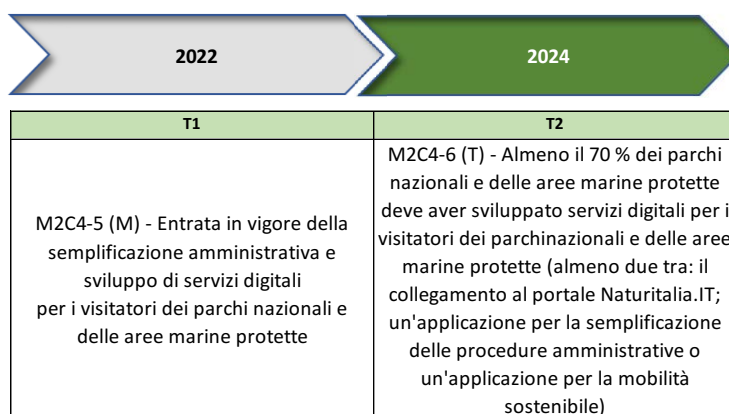 2022
2024
T1
T2
M2C4-5 (M) - Entrata in vigore della
semplificazione amministrativa e
sviluppo di servizi digitali
per i visitatori dei parchi nazionali e
delle aree marine protette
M2C4-6 (T) - Almeno il 70 % dei parchi
nazionali e delle aree marine protette
deve aver sviluppato servizi digitali per i
visitatori dei parchinazionali e delle aree
marine protette (almeno due tra: il
collegamento al portale Naturitalia.IT;
un'applicazione per la semplificazione
delle procedure amministrative o
un'applicazione per la mobilità
sostenibile)